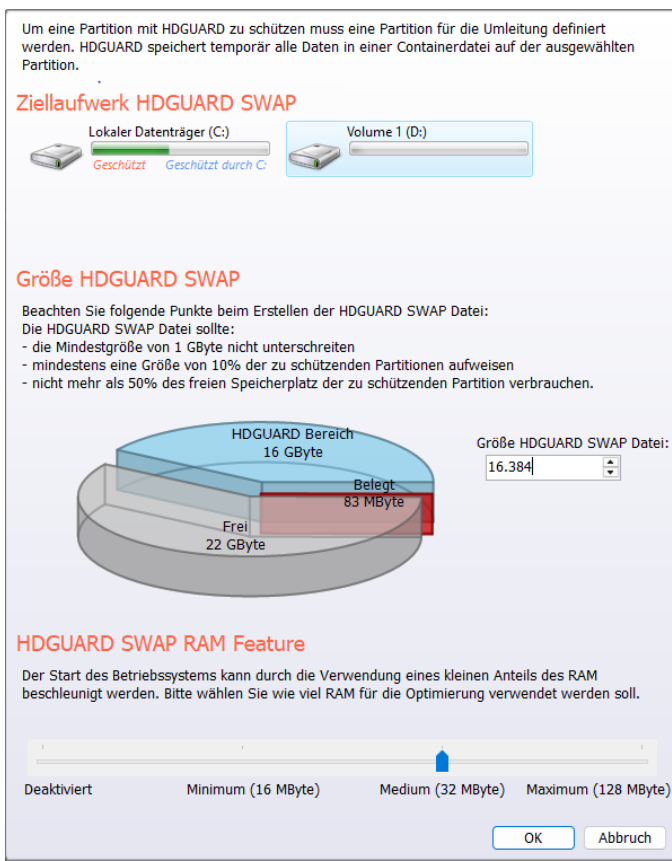 Um eine Partition mit HDGUARD zu schützen muss eine Partition für die Umleitung definiert
werden. HDGUARD speichert temporär alle Daten in einer Containerdatei auf der ausgewählten
Partition.
Ziellaufwerk HDGUARD SWAP
Lokaler Datenträger (C:)
Geschützt Geschützt durch C:
Volume 1 (D:)
Größe HDGUARD SWAP
Beachten Sie folgende Punkte beim Erstellen der HDGUARD SWAP Datei:
Die HDGUARD SWAP Datei sollte:
- die Mindestgröße von 1 GByte nicht unterschreiten
- mindestens eine Größe von 10% der zu schützenden Partitionen aufweisen
- nicht mehr als 50% des freien Speicherplatz der zu schützenden Partition verbrauchen.
HDGUARD Bereich
16 GByte
Belegt
83 MByte
Frei
22 GByte
Größe HDGUARD SWAP Datei:
16.384
HDGUARD SWAP RAM Feature
Der Start des Betriebssystems kann durch die Verwendung eines kleinen Anteils des RAM
beschleunigt werden. Bitte wählen Sie wie viel RAM für die Optimierung verwendet werden soll.
Deaktiviert Minimum (16 MByte) Medium (32 MByte) Maximum (128 MByte)
OK Abbruch